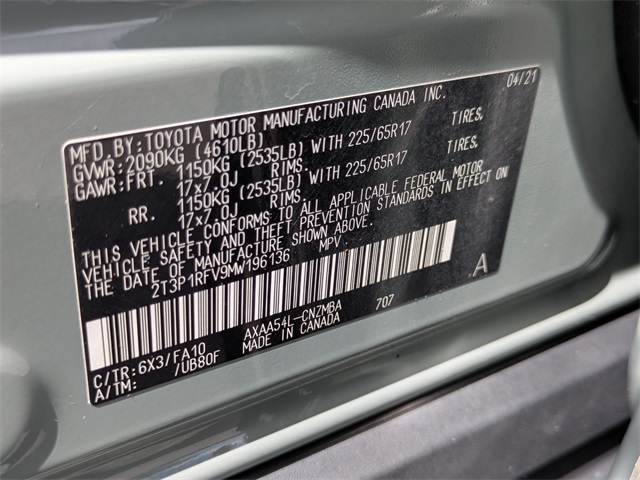 04/21
MFD.BY:TOYOTA MOTOR MANUFACTURING CANADA INC.
GVWR:2090KG (4610LB)
GAWR:FRT. 1150KG (2535LB) WITH 225/65R17 TIRES.
17x7.0J RIMS.
RR. 1150KG (2535LB) WITH 225/65R17 TIRES.
17x7.0J RIMS.
THIS VEHICLE CONFORMS TO ALL APPLICABLE FEDERAL MOTOR
VEHICLE SAFETY AND THEFT PREVENTION STANDARDS IN EFFECT ON
THE DATE OF MANUFACTURE SHOWN ABOVE.
2T3P1RFV9MW196136 MPV
A
C/TR:6X3/FA10 AXAA54L-CNZMBA 707
A/TM: /UB80F MADE IN CANADA